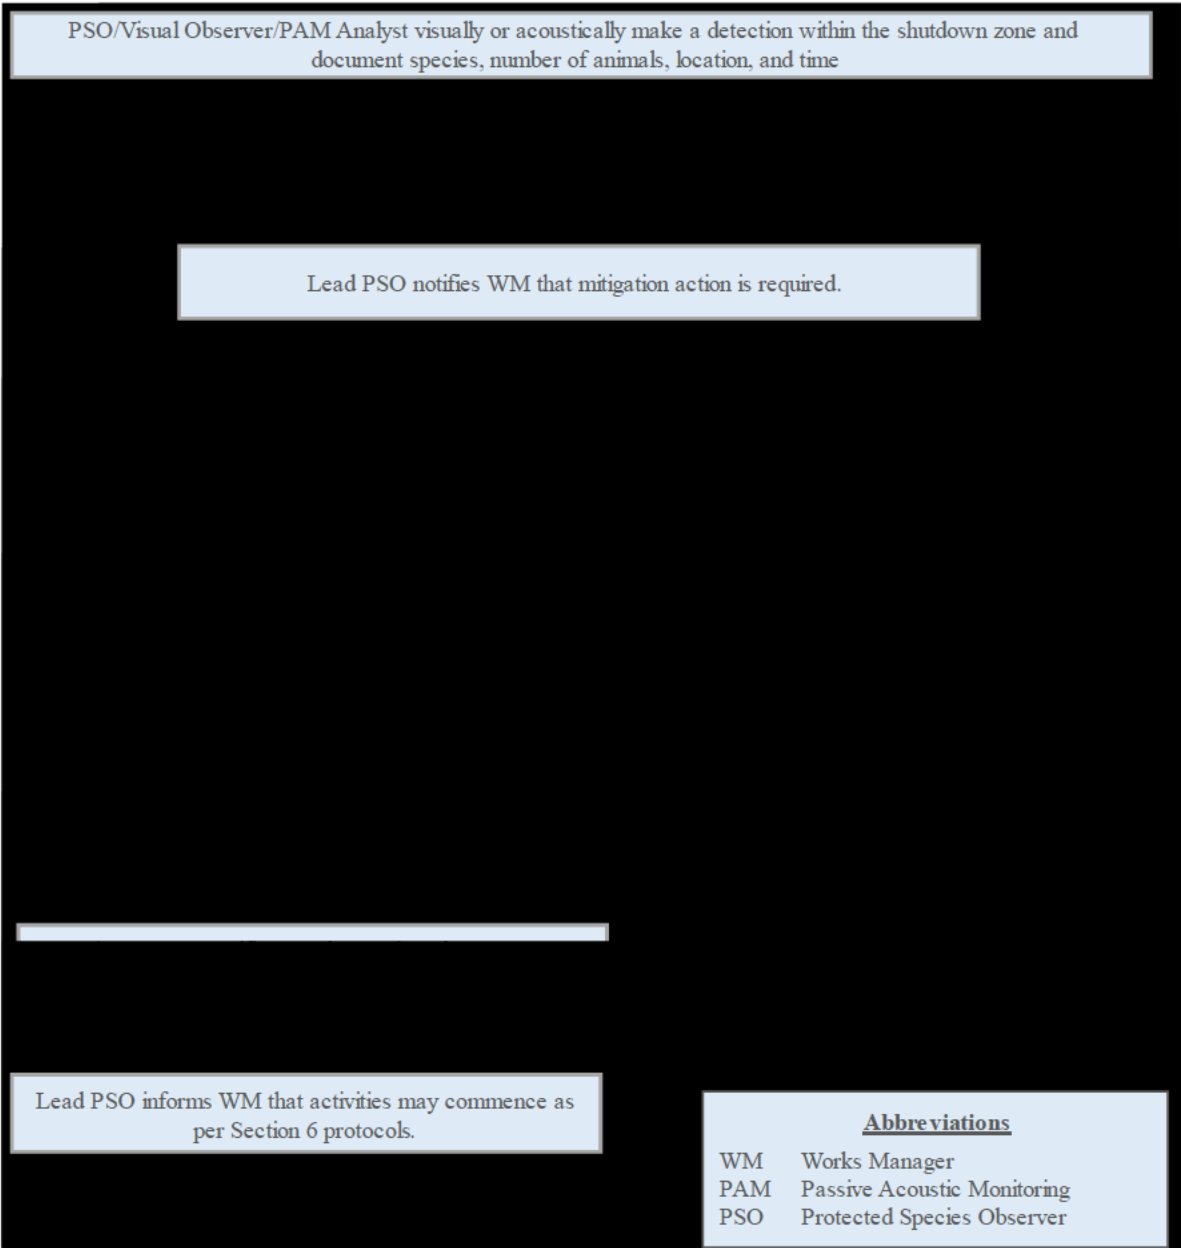 PSO/Visual Observer/PAM Analyst visually or acoustically make a detection within the shutdown zone and
document species, number of animals, location, and time
Lead PSO notifies WM that mitigation action is required.
Lead PSO informs WM that activities may commence as
per Section 6 protocols.
Abbreviations
WM Works Manager
PAM Passive Acoustic Monitoring
PSO Protected Species Observer